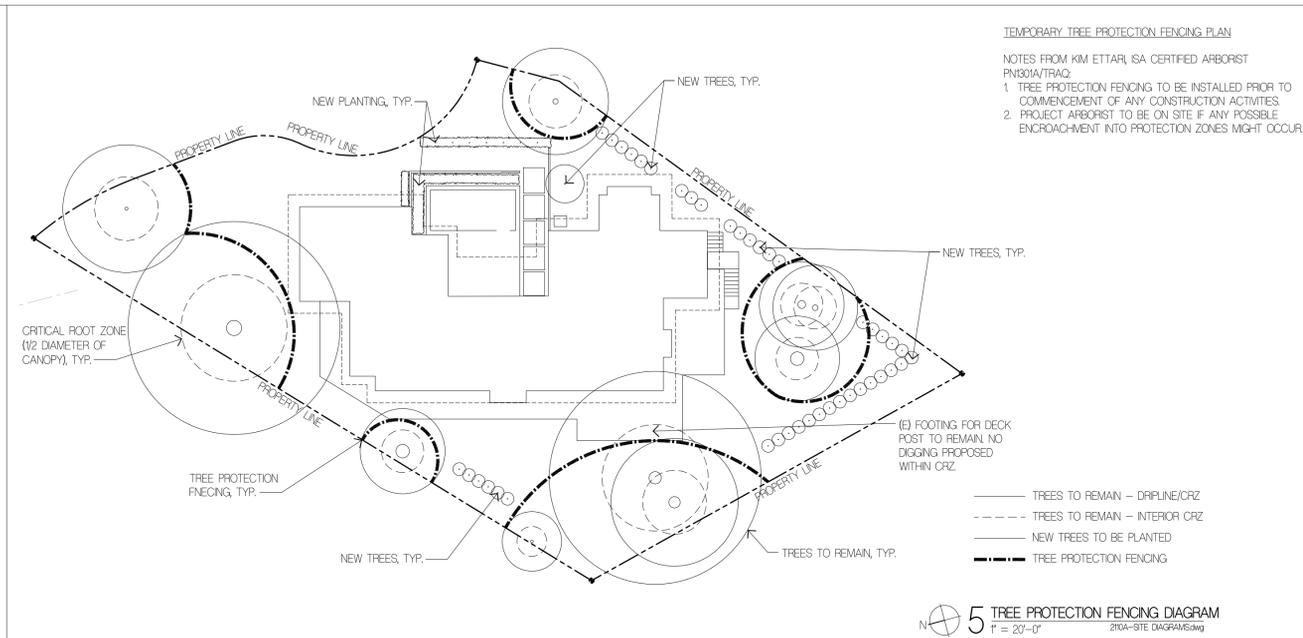 TEMPORARY TREE PROTECTION FENCING PLAN
NOTES FROM KIM ETTARI, ISA CERTIFIED ARBORIST
PN1301A/TRAQ:
1. TREE PROTECTION FENCING TO BE INSTALLED PRIOR TO
COMMENCEMENT OF ANY CONSTRUCTION ACTIVITIES.
2. PROJECT ARBORIST TO BE ON SITE IF ANY POSSIBLE
ENCROACHMENT INTO PROTECTION ZONES MIGHT OCCUR.
NEW TREES, TYP.
NEW PLANTING, TYP.
PROPERTY LINE
PROPERTY LINE
PROPERTY LINE
NEW TREES, TYP.
CRITICAL ROOT ZONE
(1/2 DIAMETER OF
CANOPY), TYP.
PROPERTY LINE
(E) FOOTING FOR DECK
POST TO REMAIN. NO
DIGGING PROPOSED
WITHIN CRZ.
PROPERTY LINE
TREE PROTECTION
FNECING, TYP.
NEW TREES, TYP.
TREES TO REMAIN, TYP.
TREES TO REMAIN - DRIPLINE/CRZ
TREES TO REMAIN - INTERIOR CRZ
NEW TREES TO BE PLANTED
TREE PROTECTION FENCING
N
5 TREE PROTECTION FENCING DIAGRAM
1" = 20'-0" 2110A-SITE DIAGRAMS.dwg